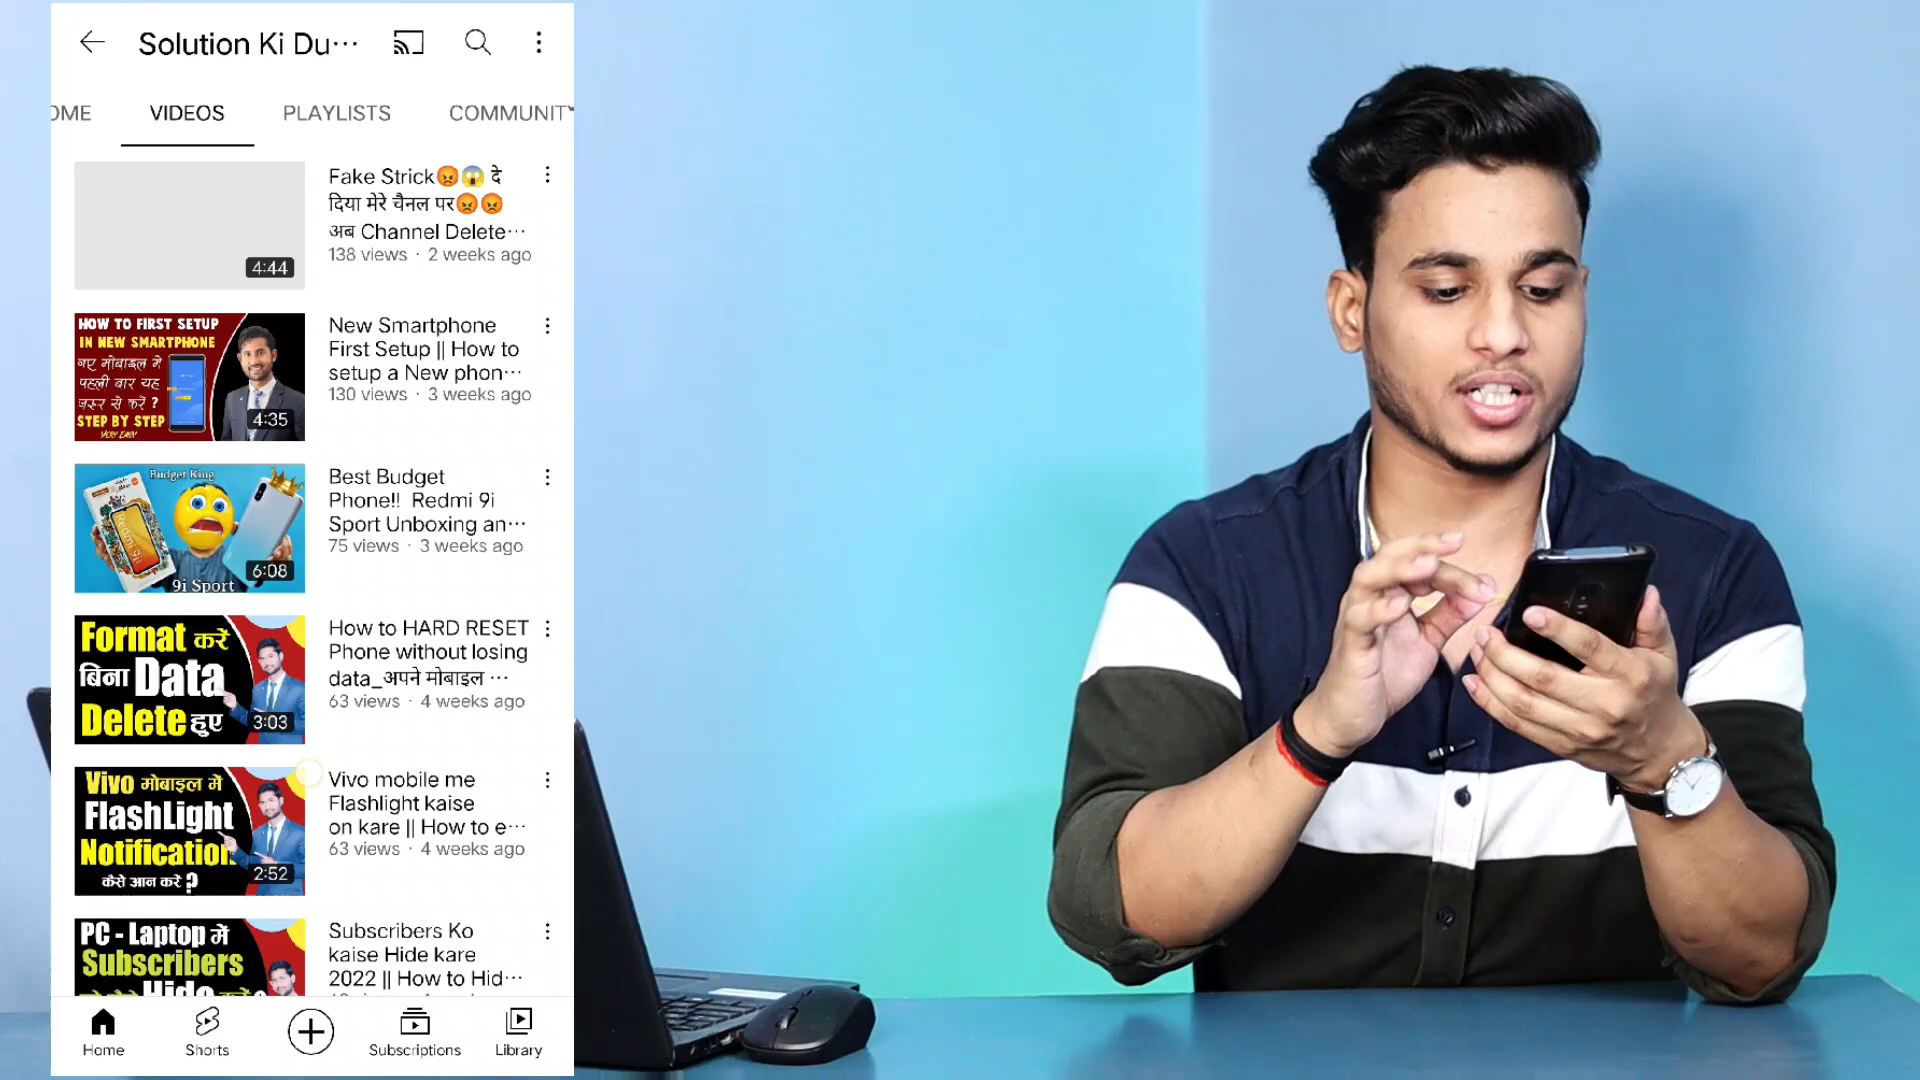 Solution Ki Du...
OME VIDEOS PLAYLISTS COMMUNIT
4:44
Fake Strick😡😱 दे
दिया मेरे चैनल पर😡😡
अब Channel Delete...
138 views · 2 weeks ago
HOW TO FIRST SETUP
IN NEW SMARTPHONE
नए मोबाइल मे
पहली बार यह
जरूर से करें ?
STEP BY STEP
VERY EASY
4:35
New Smartphone
First Setup || How to
setup a New phon...
130 views · 3 weeks ago
Budget King
Redmi 9i
9i Sport
6:08
Best Budget
Phone!! Redmi 9i
Sport Unboxing an...
75 views · 3 weeks ago
Format करें
बिना Data
Delete हुए
3:03
How to HARD RESET
Phone without losing
data_अपने मोबाइल ...
63 views · 4 weeks ago
Vivo मोबाइल में
FlashLight
Notification
कैसे आन करें ?
2:52
Vivo mobile me
Flashlight kaise
on kare || How to e...
63 views · 4 weeks ago
PC - Laptop में
Subscribers
Hide
Subscribers Ko
kaise Hide kare
2022 || How to Hid...
Home Shorts Subscriptions Library